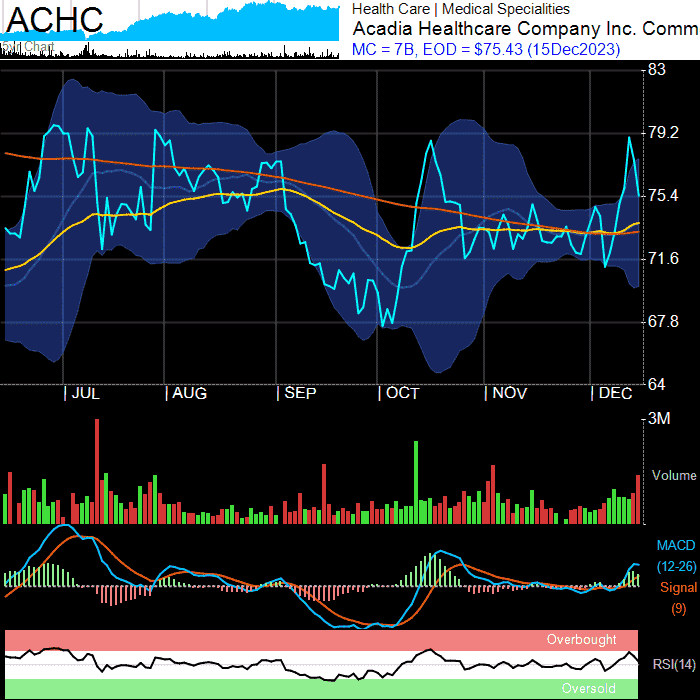 ACHC
5y1 Chart
Health Care | Medical Specialities
Acadia Healthcare Company Inc. Comm
MC = 7B, EOD = $75.43 (15Dec2023)
83
79.2
75.4
71.6
67.8
64
| JUL | AUG | SEP | OCT | NOV | DEC
3M
Volume
MACD
(12-26)
Signal
(9)
Overbought
RSI(14)
Oversold